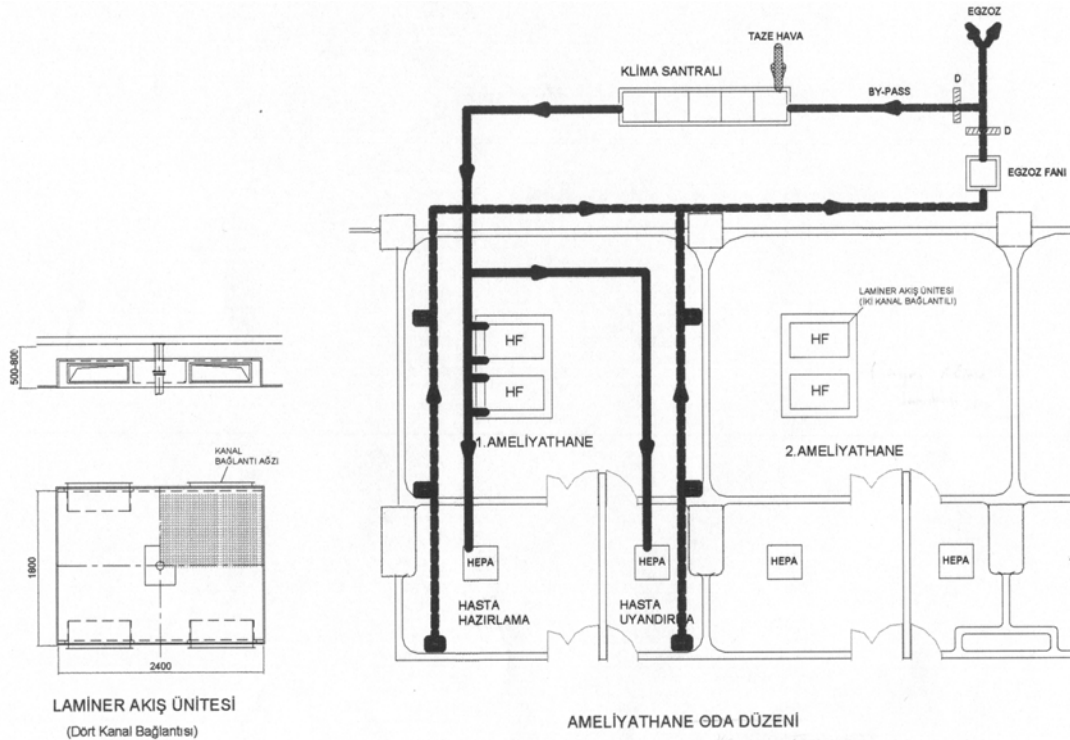 EGZOZ
TAZE HAVA
KLİMA SANTRALI
D
BY-PASS
D
EGZOZ FANI
LAMİNER AKIŞ ÜNİTESİ
(İKİ KANAL BAĞLANTILI)
HF
HF
HF
HF
500-800
1.AMELİYATHANE
2.AMELİYATHANE
KANAL
BAĞLANTI AĞZI
1800
HEPA
HEPA
HEPA
HEPA
HASTA
HAZIRLAMA
HASTA
UYANDIRMA
2400
LAMİNER AKIŞ ÜNİTESİ
(Dört Kanal Bağlantısı)
AMELİYATHANE ODA DÜZENİ